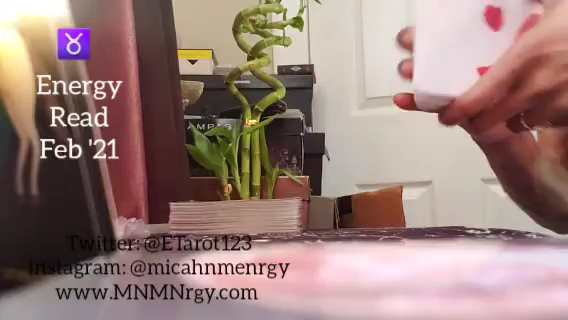 ♉
Energy
Read
Feb '21
Twitter: @ETarot123
Instagram: @micahnmenrgy
www.MNMNrgy.com